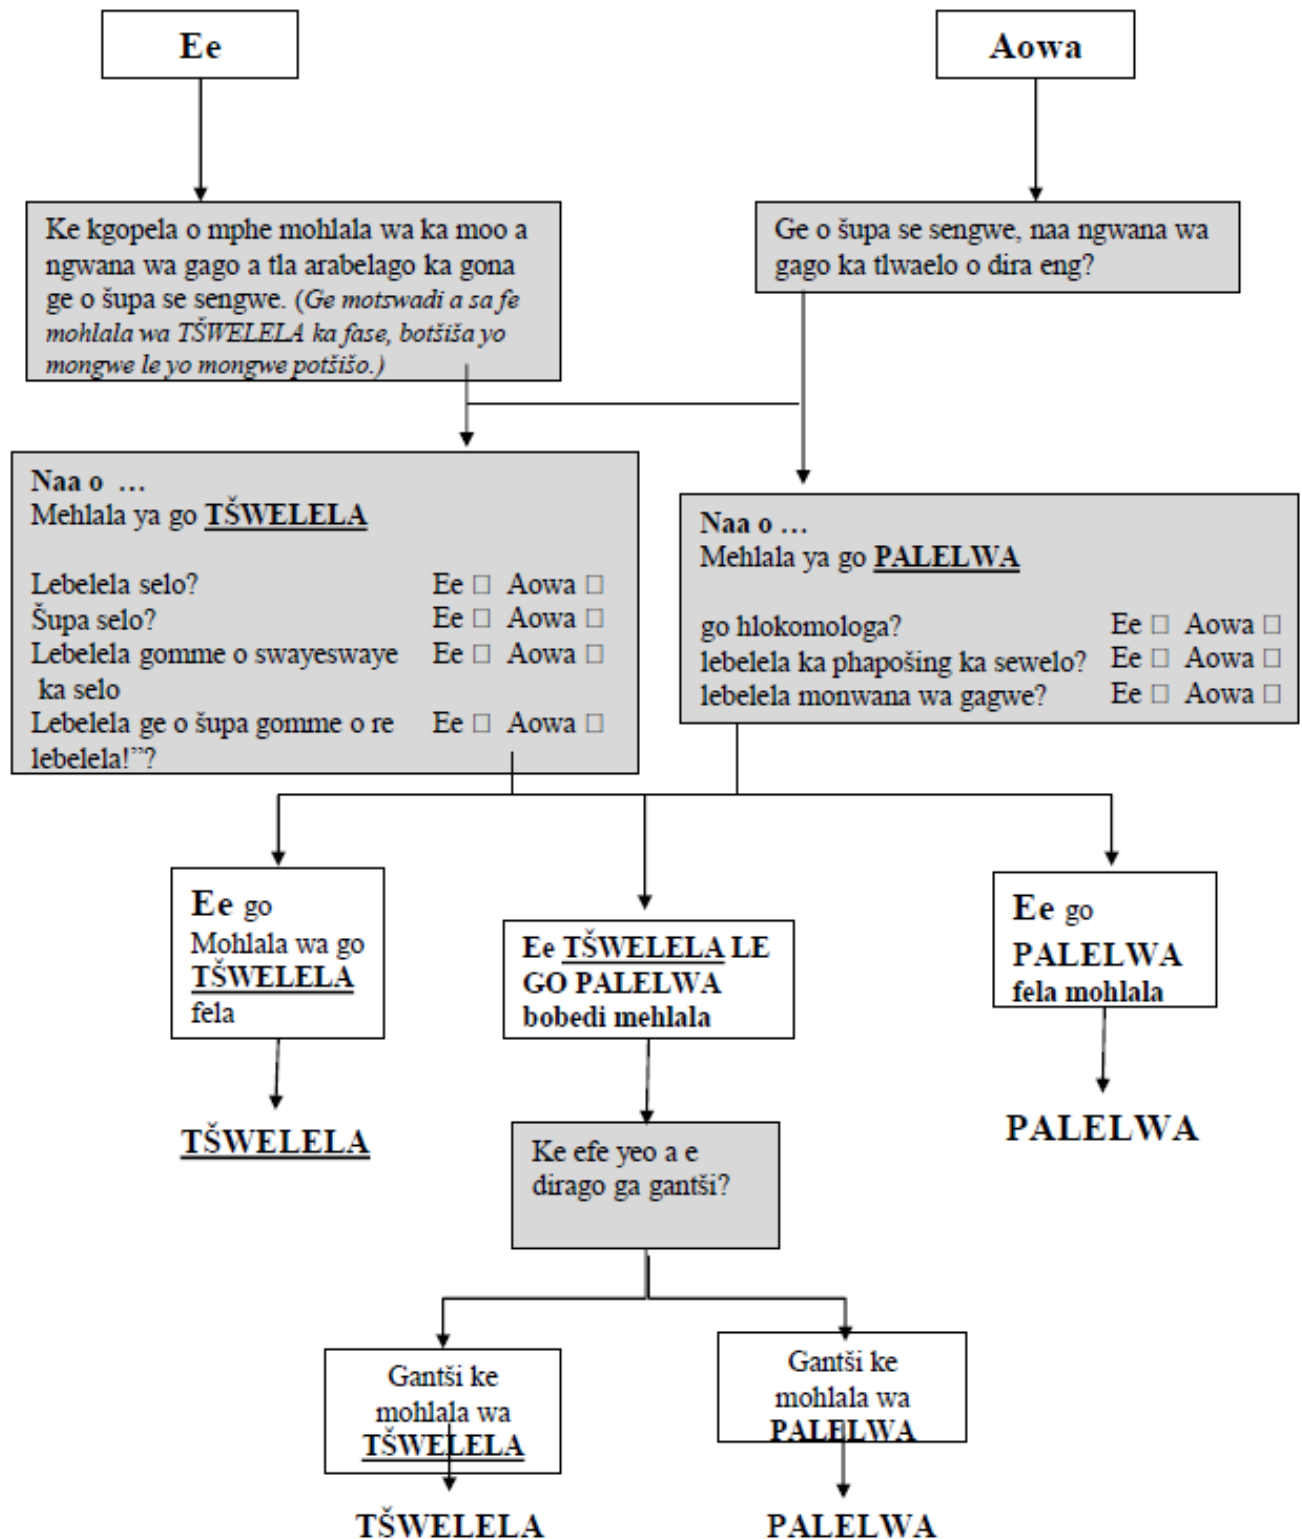 Ee
Aowa
Ke kgopela o mphe mohlala wa ka moo a
ngwana wa gago a tla arabelago ka gona
ge o šupa se sengwe. (Ge motswadi a sa fe
mohlala wa TŠWELELA ka fase, botšiša yo
mongwe le yo mongwe potšišo.)
Ge o šupa se sengwe, naa ngwana wa
gago ka tlwaelo o dira eng?
Naa o ...
Mehlala ya go TŠWELELA
Lebelela selo? Ee □ Aowa □
Šupa selo? Ee □ Aowa □
Lebelela gomme o swayeswaye Ee □ Aowa □
ka selo
Lebelela ge o šupa gomme o re Ee □ Aowa □
lebelela!”?
Naa o …
Mehlala ya go PALELWA
go hlokomologa? Ee □ Aowa □
lebelela ka phapošing ka sewelo? Ee □ Aowa □
lebelela monwana wa gagwe? Ee □ Aowa □
Ee go
Mohlala wa go
TŠWELELA
fela
Ee TŠWELELA LE
GO PALELWA
bobedi mehlala
Ee go
PALELWA
fela mohlala
TŠWELELA
PALELWA
Ke efe yeo a e
dirago ga gantši?
Gantši ke
mohlala wa
TŠWELELA
Gantši ke
mohlala wa
PALELWA
TŠWELELA
PALELWA